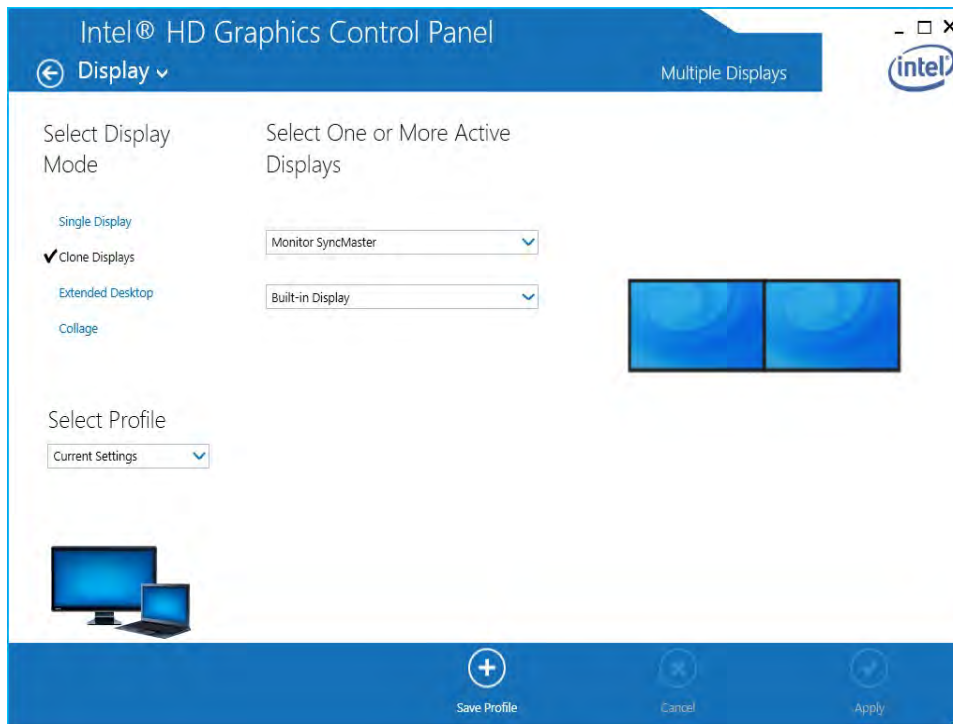 Intel® HD Graphics Control Panel
Display
Multiple Displays
intel
Select Display
Mode
Single Display
Clone Displays
Extended Desktop
Collage
Select One or More Active
Displays
Monitor SyncMaster
Built-in Display
Select Profile
Current Settings
Save Profile
Cancel
Apply